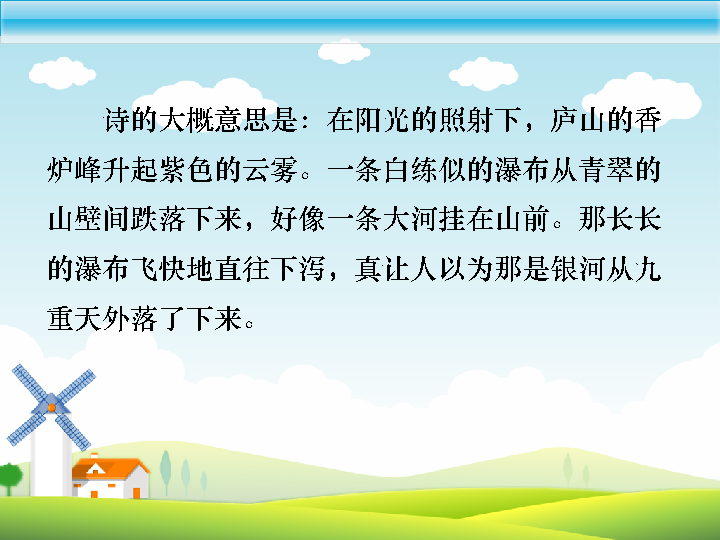 诗的大概意思是：在阳光的照射下，庐山的香
炉峰升起紫色的云雾。一条白练似的瀑布从青翠的
山壁间跌落下来，好像一条大河挂在山前。那长长
的瀑布飞快地直往下泻，真让人以为那是银河从九
重天外落了下来。